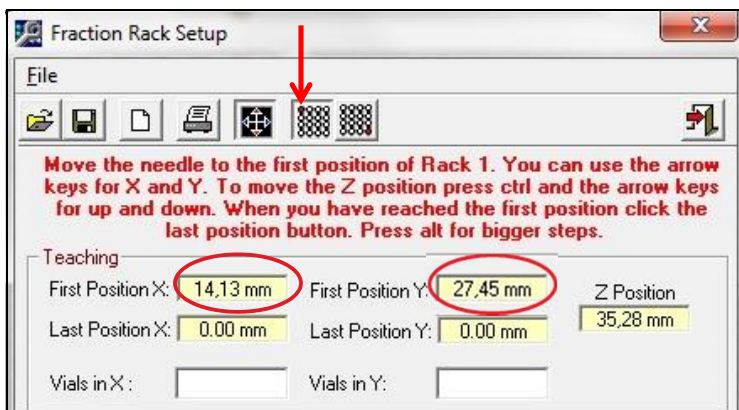 Fraction Rack Setup
File
Move the needle to the first position of Rack 1. You can use the arrow
keys for X and Y. To move the Z position press ctrl and the arrow keys
for up and down. When you have reached the first position click the
last position button. Press alt for bigger steps.
Teaching
First Position X: 14,13 mm First Position Y: 27,45 mm Z Position
Last Position X: 0.00 mm Last Position Y: 0.00 mm 35,28 mm
Vials in X : Vials in Y: